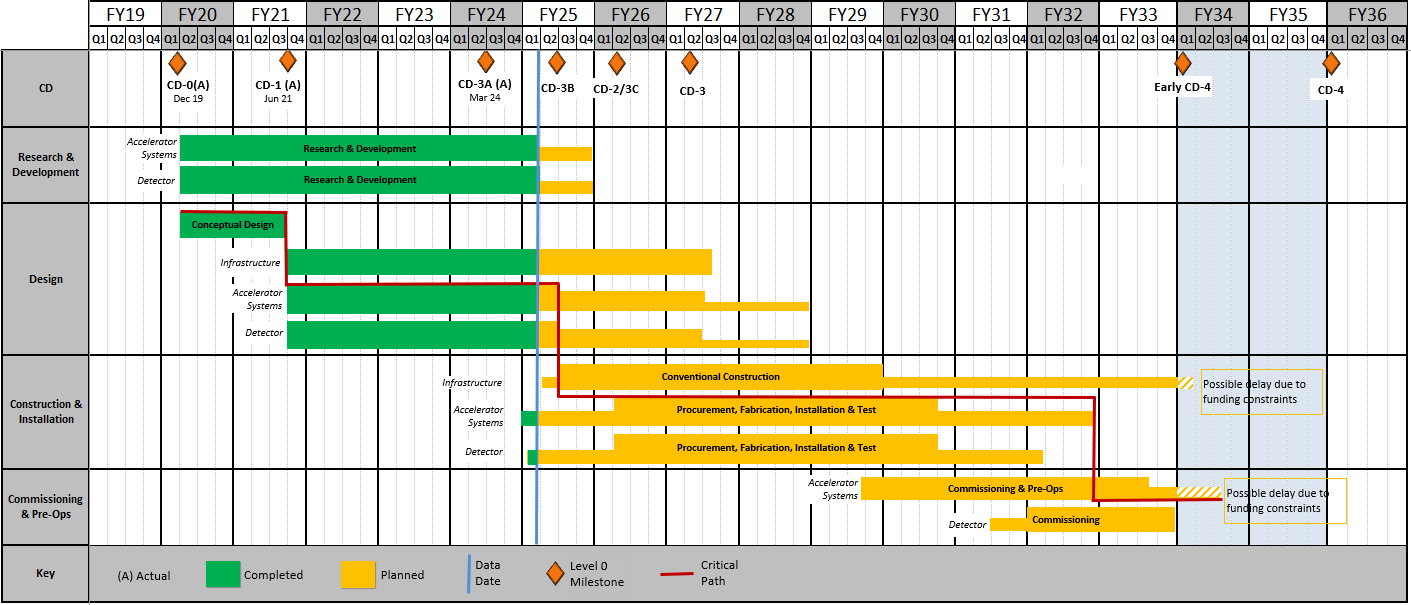 FY19 FY20 FY21 FY22 FY23 FY24 FY25 FY26 FY27 FY28 FY29 FY30 FY31 FY32 FY33 FY34 FY35 FY36
Q1 Q2 Q3 Q4 Q1 Q2 Q3 Q4 Q1 Q2 Q3 Q4 Q1 Q2 Q3 Q4 Q1 Q2 Q3 Q4 Q1 Q2 Q3 Q4 Q1 Q2 Q3 Q4 Q1 Q2 Q3 Q4 Q1 Q2 Q3 Q4 Q1 Q2 Q3 Q4 Q1 Q2 Q3 Q4 Q1 Q2 Q3 Q4 Q1 Q2 Q3 Q4 Q1 Q2 Q3 Q4 Q1 Q2 Q3 Q4 Q1 Q2 Q3 Q4 Q1 Q2 Q3 Q4 Q1 Q2 Q3 Q4
CD
CD-0(A)
Dec 19
CD-1 (A)
Jun 21
CD-3A (A)
Mar 24
CD-3B
CD-2/3C
CD-3
Early CD-4
CD-4
Research &
Development
Accelerator
Systems
Research & Development
Detector
Research & Development
Design
Conceptual Design
Infrastructure
Accelerator
Systems
Detector
Construction &
Installation
Infrastructure
Conventional Construction
Possible delay due to
funding constraints
Accelerator
Systems
Procurement, Fabrication, Installation & Test
Detector
Procurement, Fabrication, Installation & Test
Commissioning
& Pre-Ops
Accelerator
Systems
Commissioning & Pre-Ops
Possible delay due to
funding constraints
Detector
Commissioning
Key
(A) Actual
Completed
Planned
Data
Date
Level 0
Milestone
Critical
Path